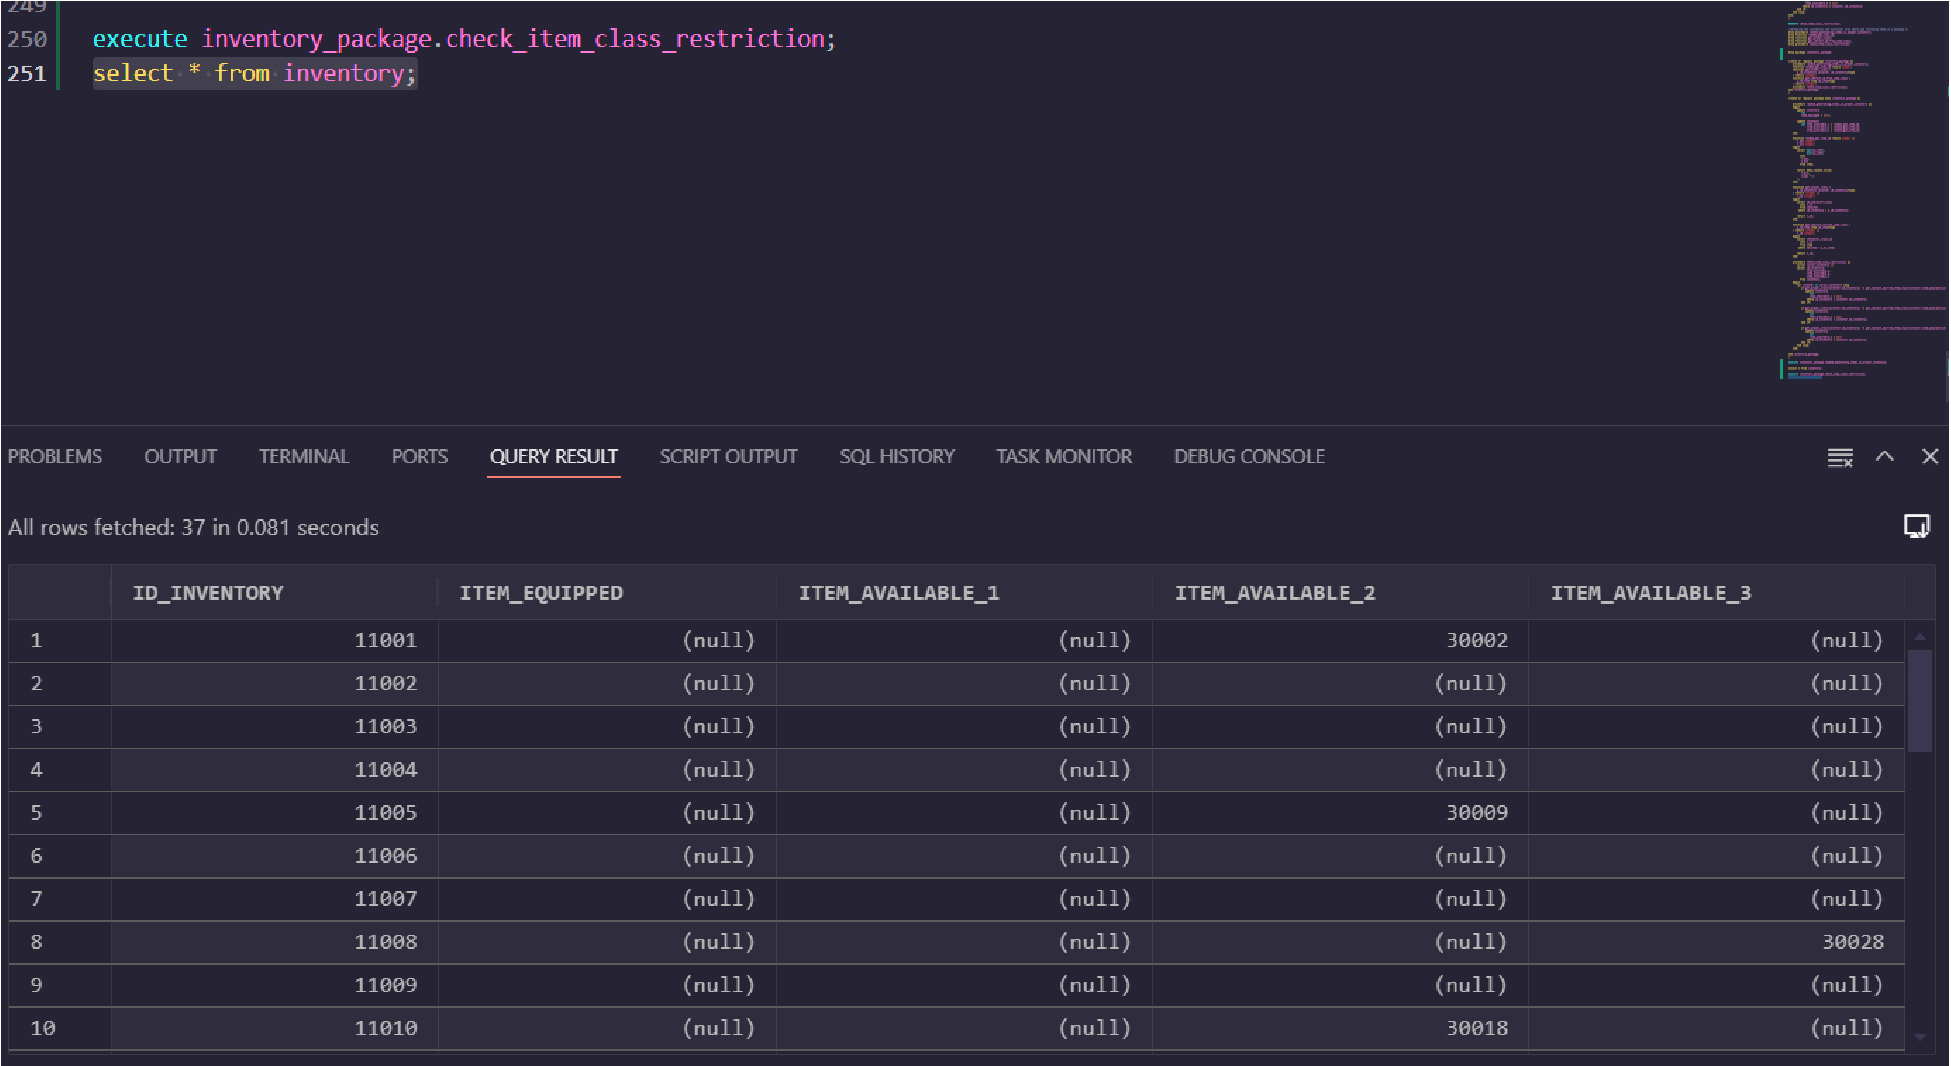 249
250 execute inventory_package.check_item_class_restriction;
251 select * from inventory;
PROBLEMS OUTPUT TERMINAL PORTS QUERY RESULT SCRIPT OUTPUT SQL HISTORY TASK MONITOR DEBUG CONSOLE
All rows fetched: 37 in 0.081 seconds
ID_INVENTORY ITEM_EQUIPPED ITEM_AVAILABLE_1 ITEM_AVAILABLE_2 ITEM_AVAILABLE_3
1 11001 (null) (null) 30002 (null)
2 11002 (null) (null) (null) (null)
3 11003 (null) (null) (null) (null)
4 11004 (null) (null) (null) (null)
5 11005 (null) (null) 30009 (null)
6 11006 (null) (null) (null) (null)
7 11007 (null) (null) (null) (null)
8 11008 (null) (null) (null) 30028
9 11009 (null) (null) (null) (null)
10 11010 (null) (null) 30018 (null)